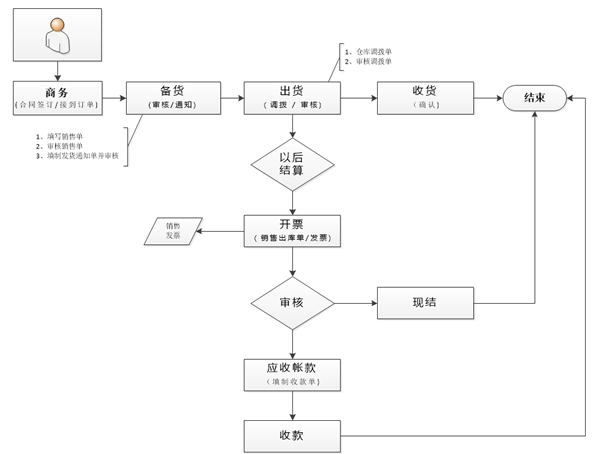 1、仓库调拨单
2、审核调拨单
商务
(合同签订/接到订单)
备货
(审核/通知)
出货
(调拨 / 审核)
收货
(确认)
结束
1、填写销售单
2、审核销售单
3、填制发货通知单并审核
以后
结算
销售
发票
开票
(销售出库单/发票)
审核
现结
应收帐款
(填制收款单)
收款